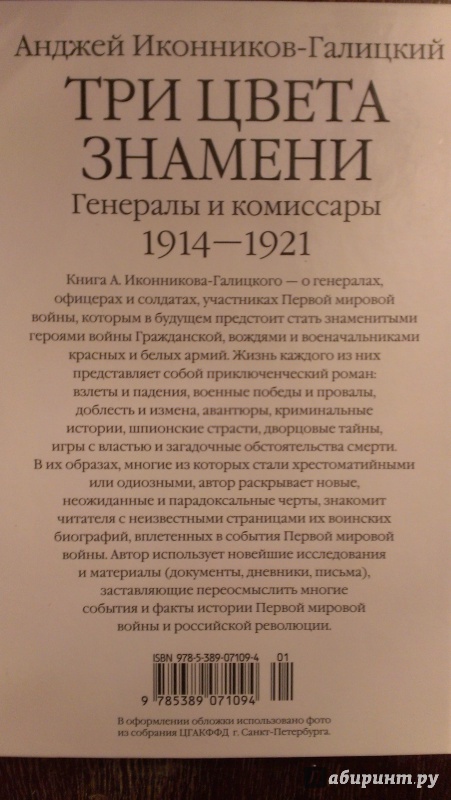 Анджей Иконников-Галицкий
ТРИ ЦВЕТА
ЗНАМЕНИ
Генералы и комиссары
1914—1921
Книга А. Иконникова-Галицкого — о генералах,
офицерах и солдатах, участниках Первой мировой
войны, которым в будущем предстоит стать знаменитыми
героями войны Гражданской, вождями и военачальниками
красных и белых армий. Жизнь каждого из них
представляет собой приключенческий роман:
взлеты и падения, военные победы и провалы,
доблесть и измена, авантюры, криминальные
истории, шпионские страсти, дворцовые тайны,
игры с властью и загадочные обстоятельства смерти.
В их образах, многие из которых стали хрестоматийными
или одиозными, автор раскрывает новые,
неожиданные и парадоксальные черты, знакомит
читателя с неизвестными страницами их воинских
биографий, вплетенных в события Первой мировой
войны. Автор использует новейшие исследования
и материалы (документы, дневники, письма),
заставляющие переосмыслить многие
события и факты истории Первой мировой
войны и российской революции.
ISBN 978-5-389-07109-4 01
9 785389 071094
В оформлении обложки использовано фото
из собрания ЦГАКФФД г. Санкт-Петербурга.
лабиринт.ру